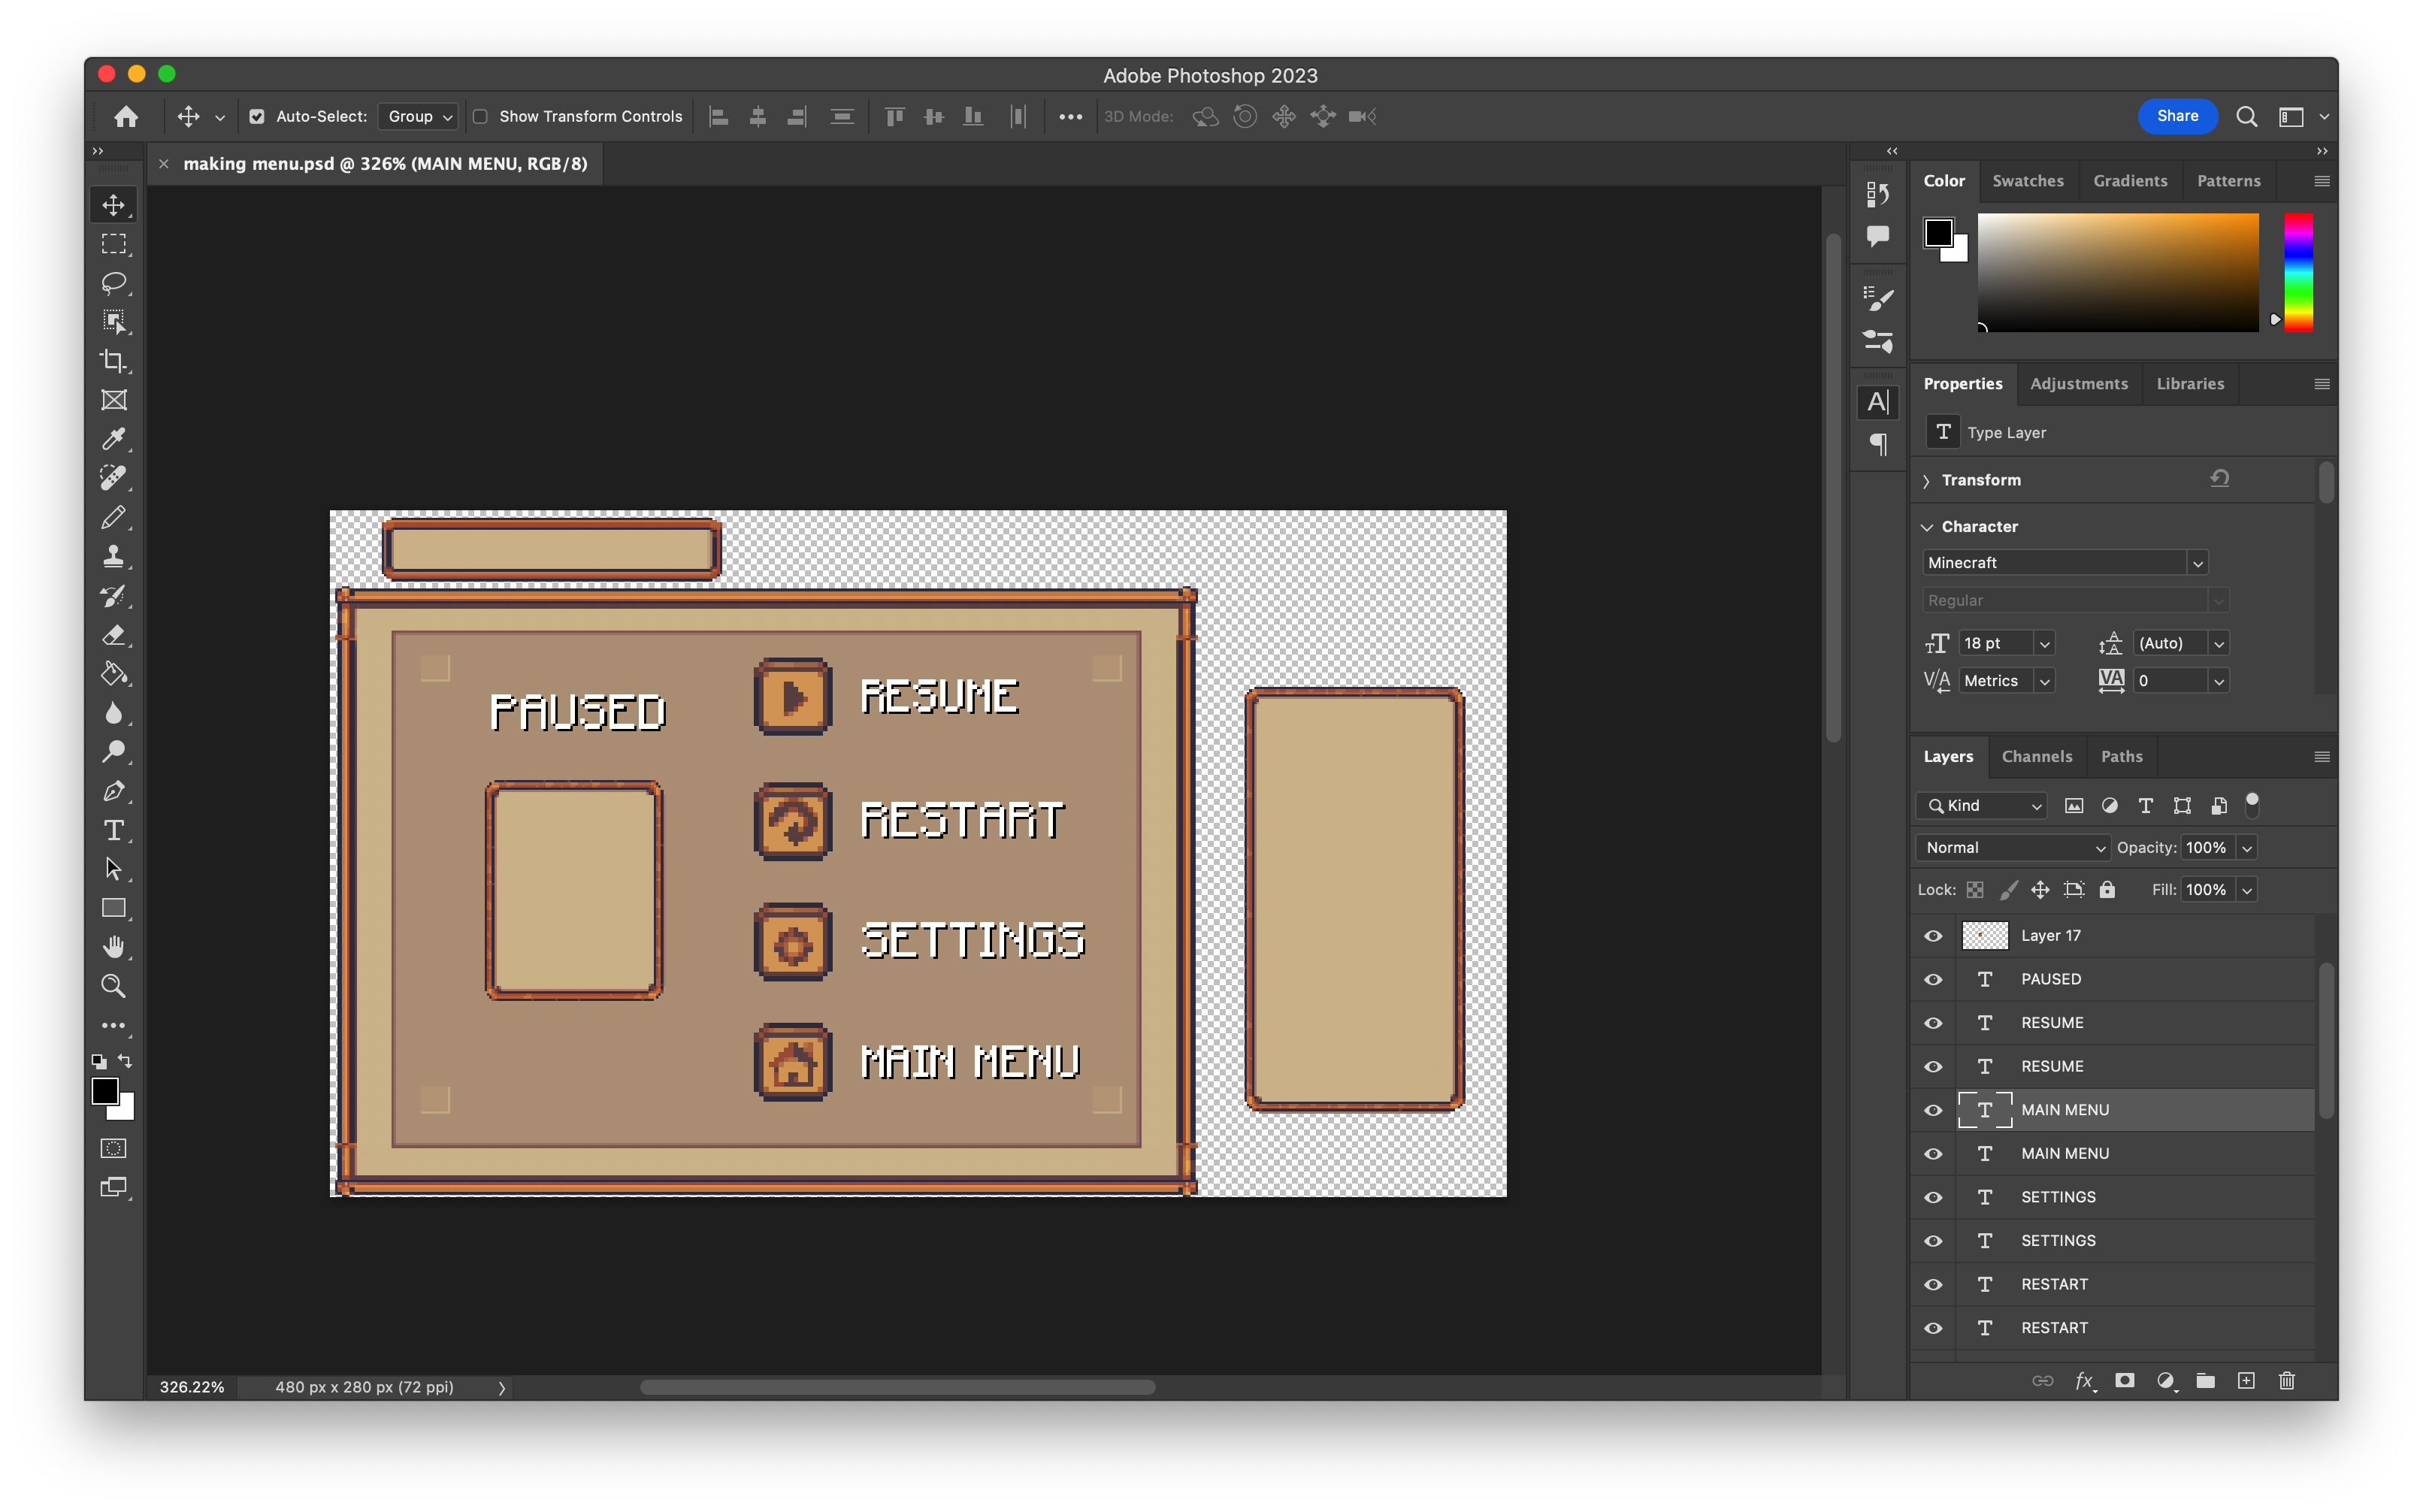 Adobe Photoshop 2023
Auto-Select: Group Show Transform Controls 3D Mode: Share
making menu.psd @ 326% (MAIN MENU, RGB/8)
Color Swatches Gradients Patterns
Properties Adjustments Libraries
T Type Layer
Transform
Character
Minecraft
Regular
18 pt (Auto)
Metrics 0
Layers Channels Paths
Kind
Normal Opacity: 100%
Lock: Fill: 100%
Layer 17
PAUSED
RESUME
RESUME
MAIN MENU
MAIN MENU
SETTINGS
SETTINGS
RESTART
RESTART
PAUSED
RESUME
RESTART
SETTINGS
MAIN MENU
326.22% 480 px x 280 px (72 ppi)